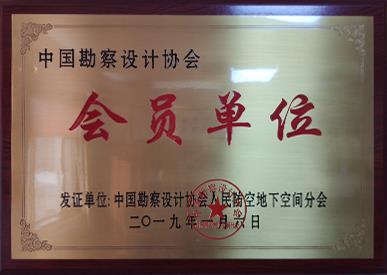 中国勘察设计协会
会员单位
发证单位:中国勘察设计协会人民防空地下空间分会
二〇一九年一月六日